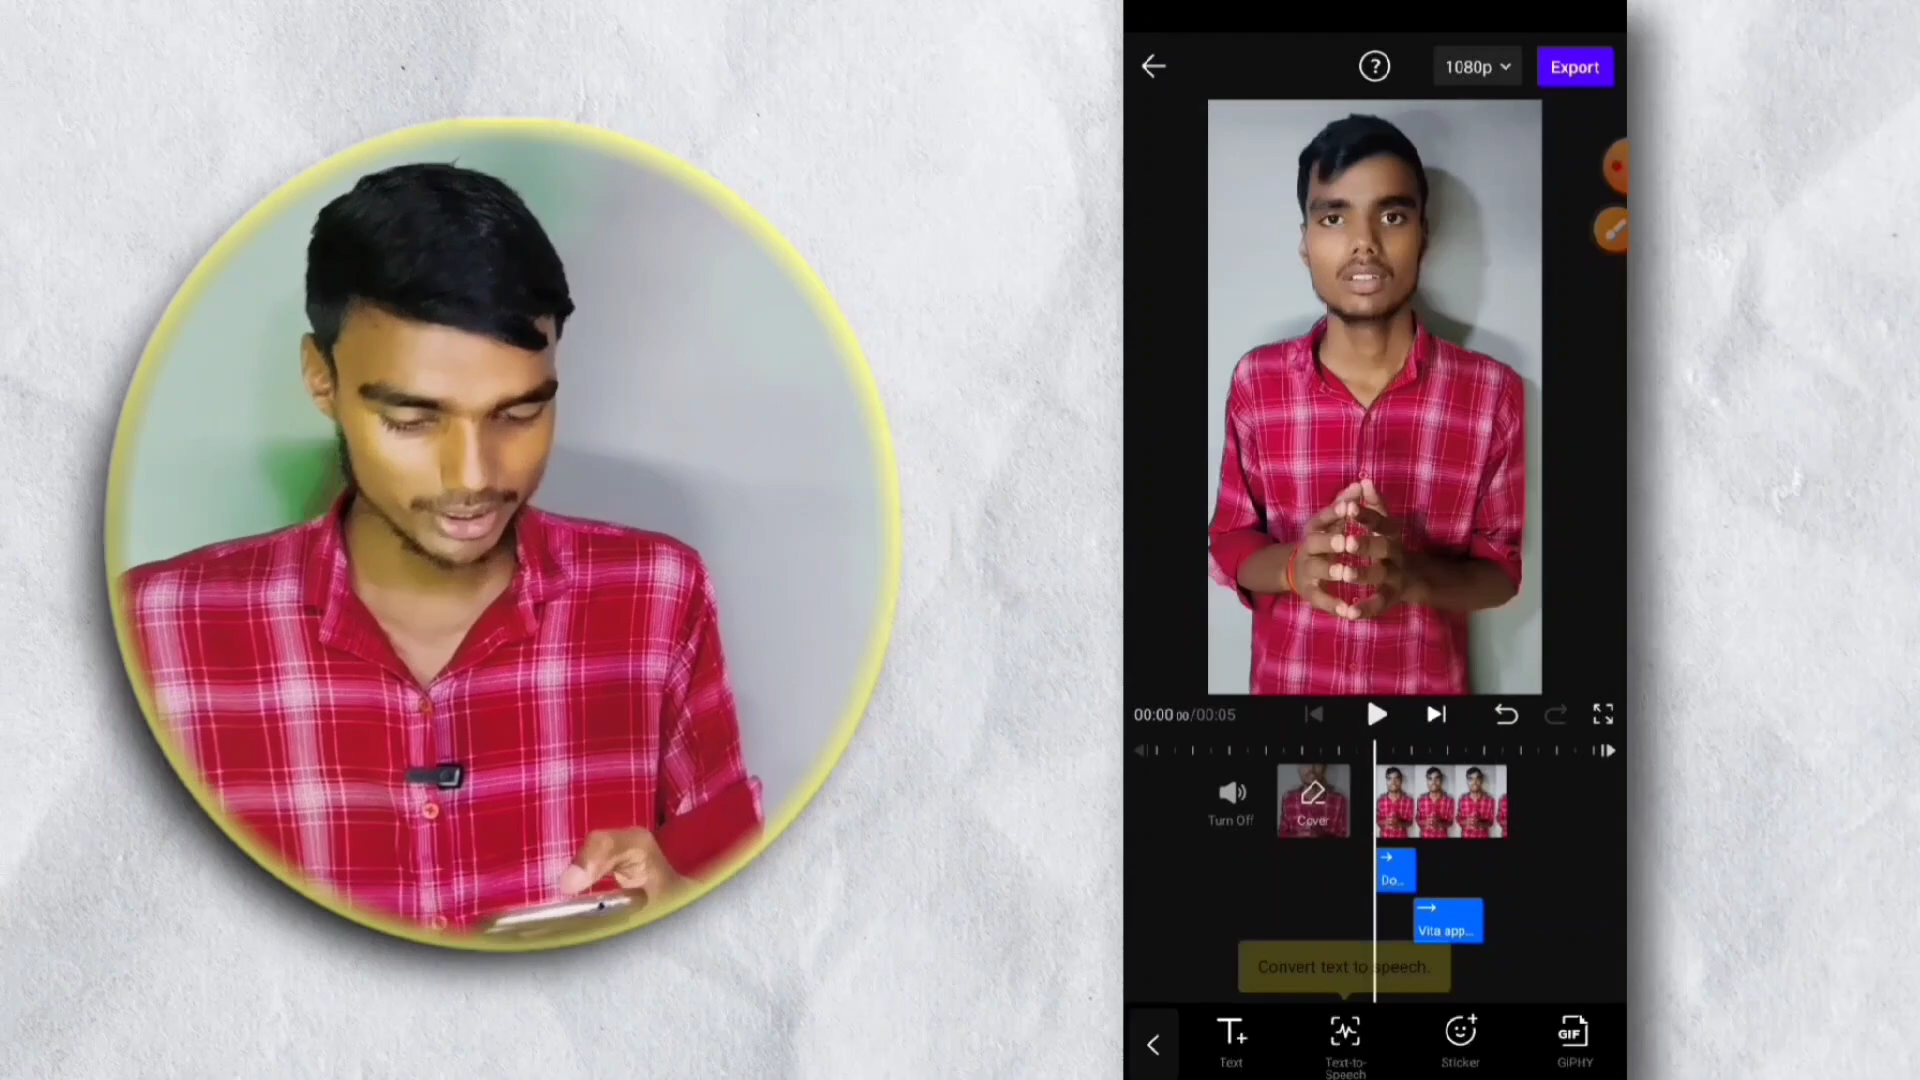 ?
1080p
Export
00:00 00/00:05
Turn Off
Cover
Do...
Vita app...
Convert text to speech.
T+
Text
Text-to-
Speech
Sticker
GIF
GIPHY